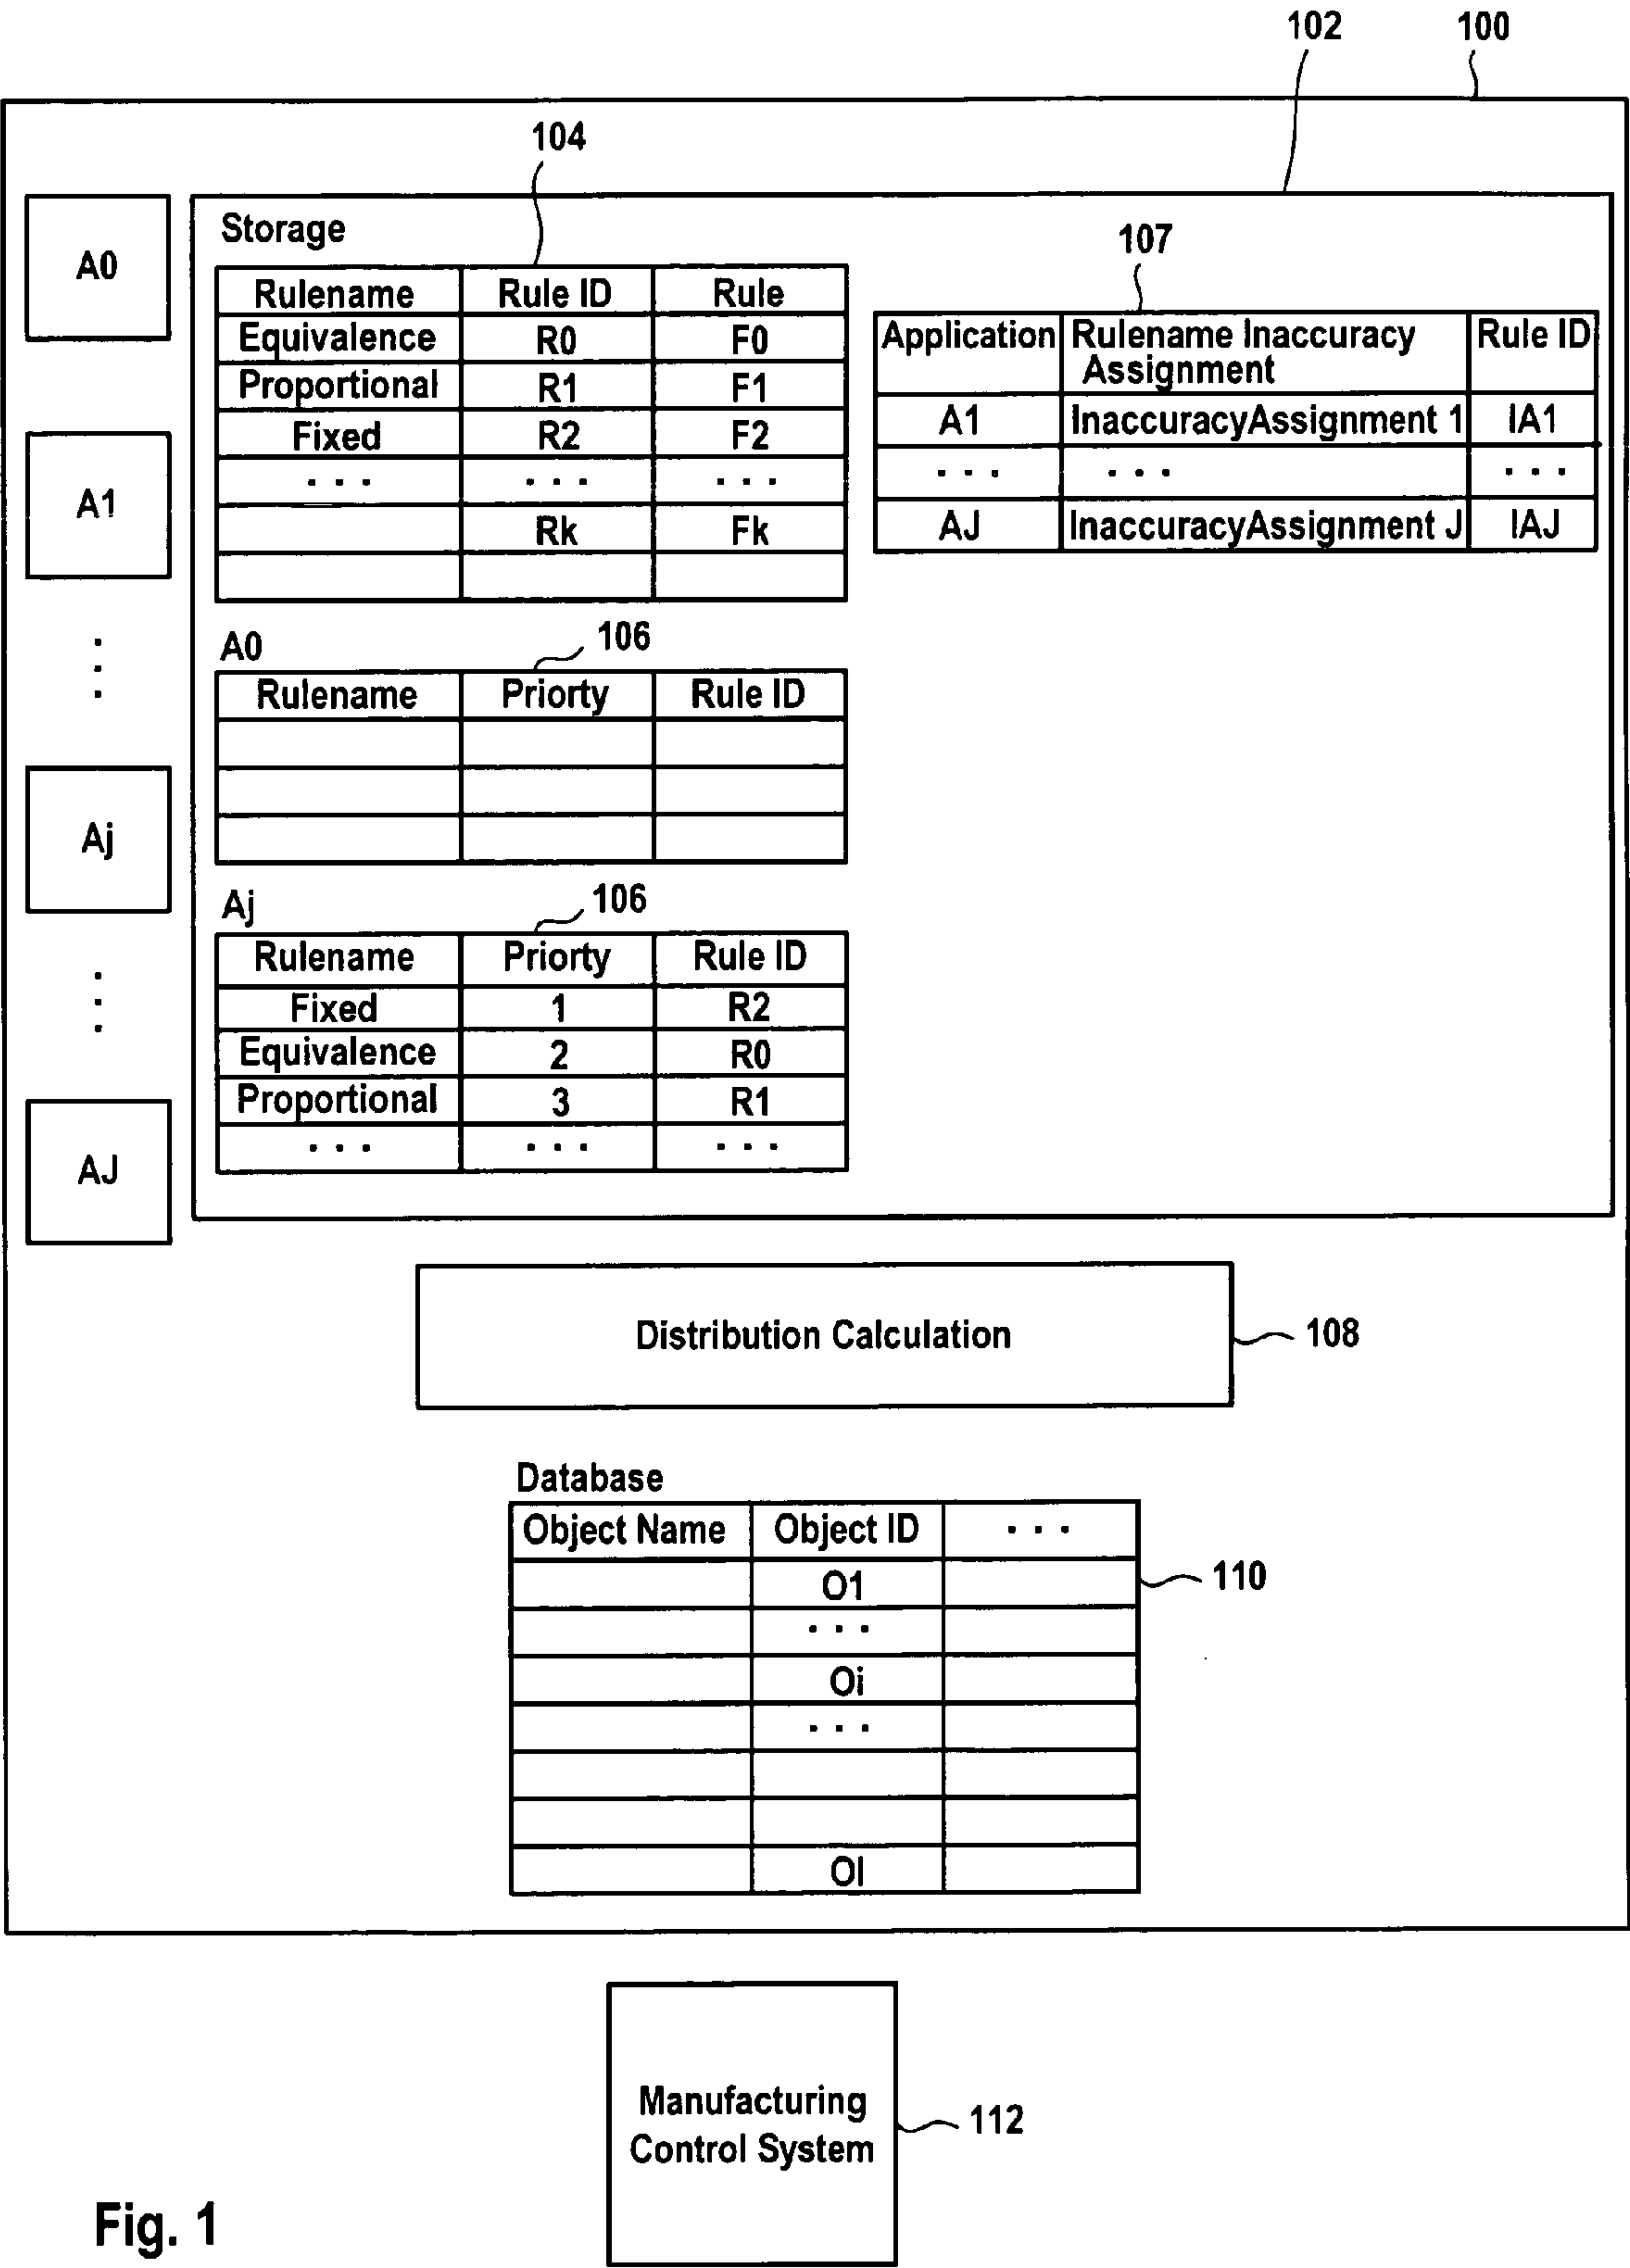 102 100
104
Storage
107
A0
Rulename Rule ID Rule
Equivalence R0 F0
Proportional R1 F1
Fixed R2 F2
... ... ...
Rk Fk
Application Rulename Inaccuracy Rule ID
Assignment
A1 InaccuracyAssignment 1 IA1
... ... ...
AJ InaccuracyAssignment J IAJ
A1
...
A0 106
Rulename Priorty Rule ID
Aj
Aj 106
Rulename Priorty Rule ID
Fixed 1 R2
Equivalence 2 R0
Proportional 3 R1
... ... ...
...
AJ
Distribution Calculation 108
Database
Object Name Object ID ...
O1 110
...
Oi
...
OI
Manufacturing
Control System
112
Fig. 1